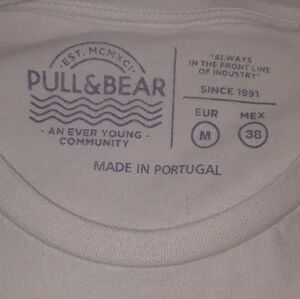 ·EST. MCMXCI·
PULL&BEAR
- AN EVER YOUNG -
COMMUNITY
"ALWAYS
IN THE FRONT LINE
OF INDUSTRY"
SINCE 1991
EUR MEX
M 38
MADE IN PORTUGAL